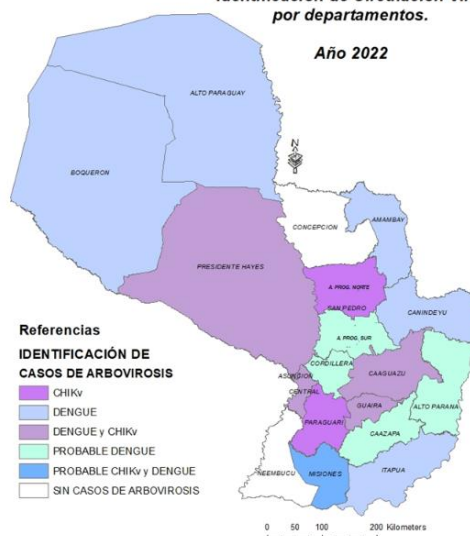 por departamentos.
Año 2022
N
ALTO PARAGUAY
BOQUERON
CONCEPCION
AMAMBAY
PRESIDENTE HAYES
A. PROG. NORTE
SAN PEDRO
CANINDEYU
A. PROG. SUR
CORDILLERA
ASUNCION
CAAGUAZU
CENTRAL
ALTO PARANA
GUAIRA
PARAGUARI
CAAZAPA
ÑEEMBUCU
MISIONES
ITAPUA
Referencias
IDENTIFICACIÓN DE
CASOS DE ARBOVIROSIS
CHIKv
DENGUE
DENGUE y CHIKv
PROBABLE DENGUE
PROBABLE CHIKv y DENGUE
SIN CASOS DE ARBOVIROSIS
0 50 100 200 Kilometers